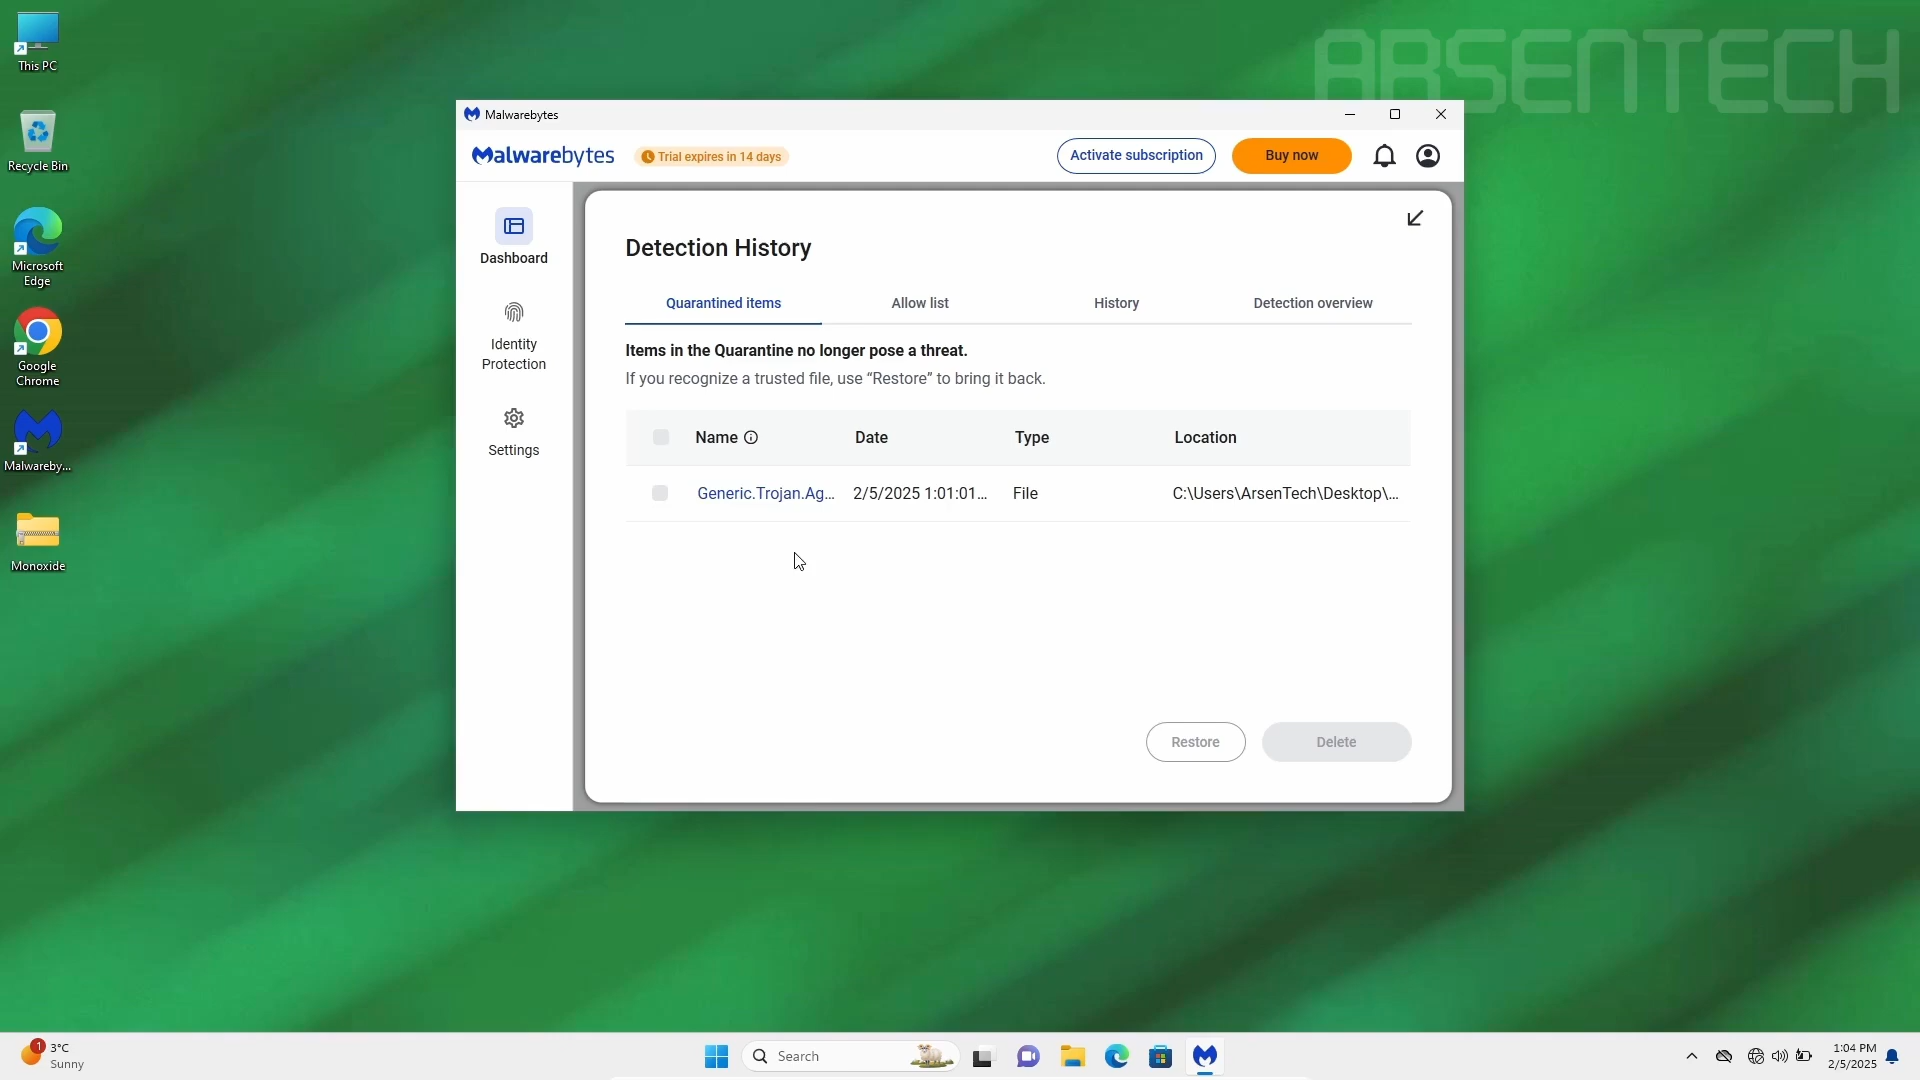 This PC
Recycle Bin
Microsoft
Edge
Google
Chrome
Malwareby...
Monoxide
ARSENTECH
Malwarebytes
Malwarebytes
Trial expires in 14 days
Activate subscription
Buy now
Dashboard
Identity
Protection
Settings
Detection History
Quarantined items
Allow list
History
Detection overview
Items in the Quarantine no longer pose a threat.
If you recognize a trusted file, use “Restore” to bring it back.
Name
Date
Type
Location
Generic.Trojan.Ag...
2/5/2025 1:01:01...
File
C:\Users\ArsenTech\Desktop\...
Restore
Delete
1
3°C
Sunny
Search
1:04 PM
2/5/2025